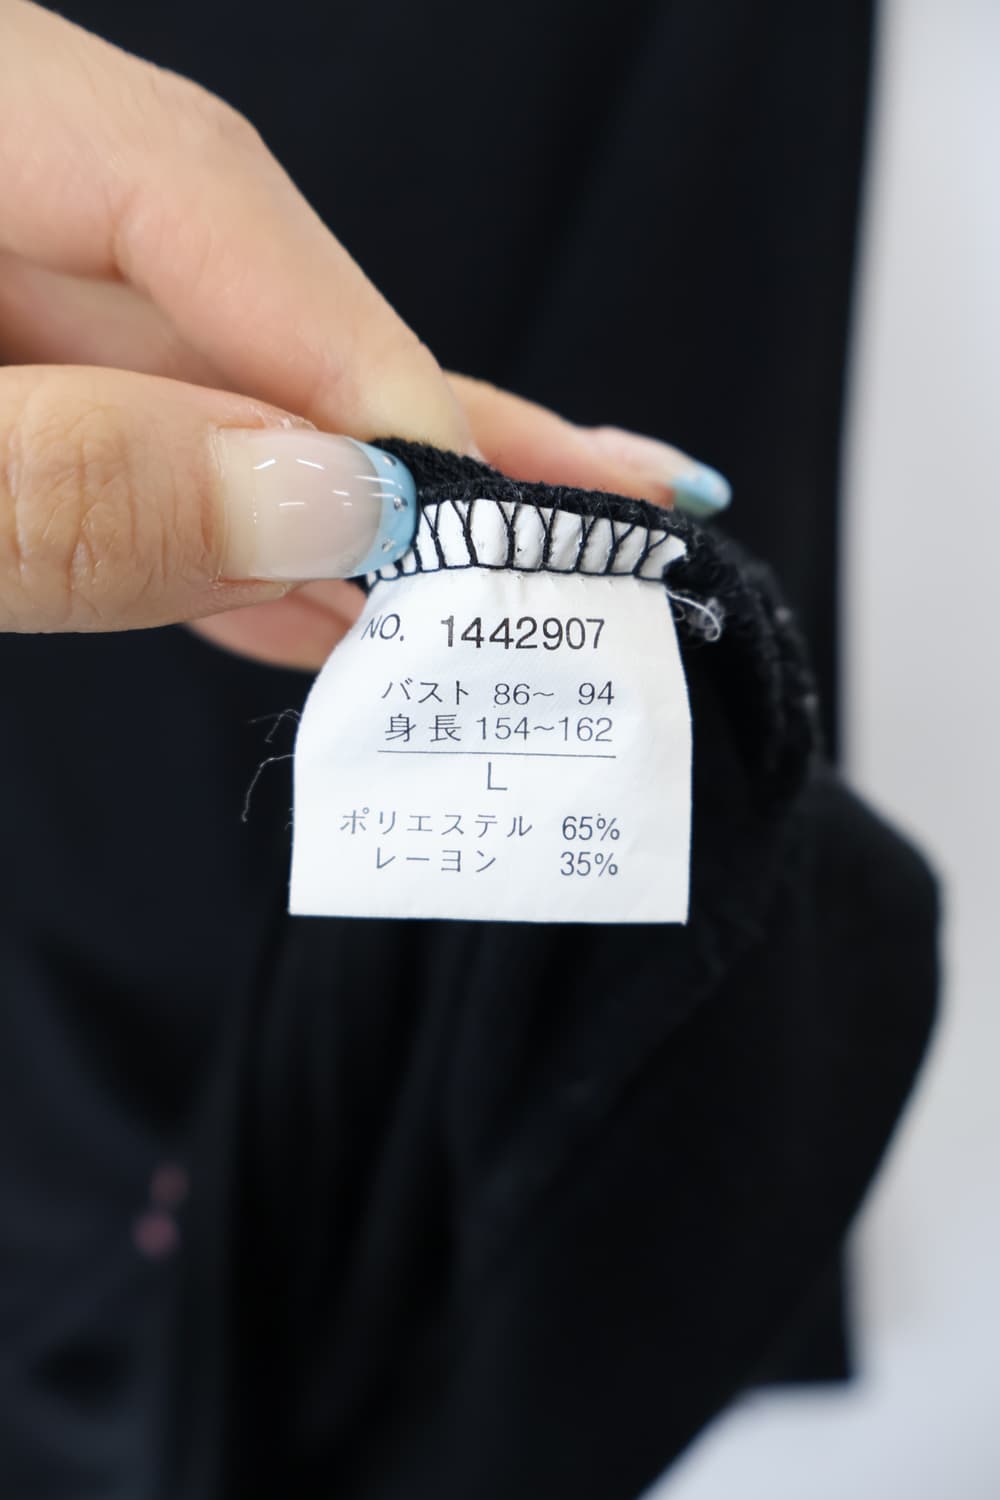 NO. 1442907
バスト 86~ 94
身長 154~162
L
ポリエステル 65%
レーヨン 35%